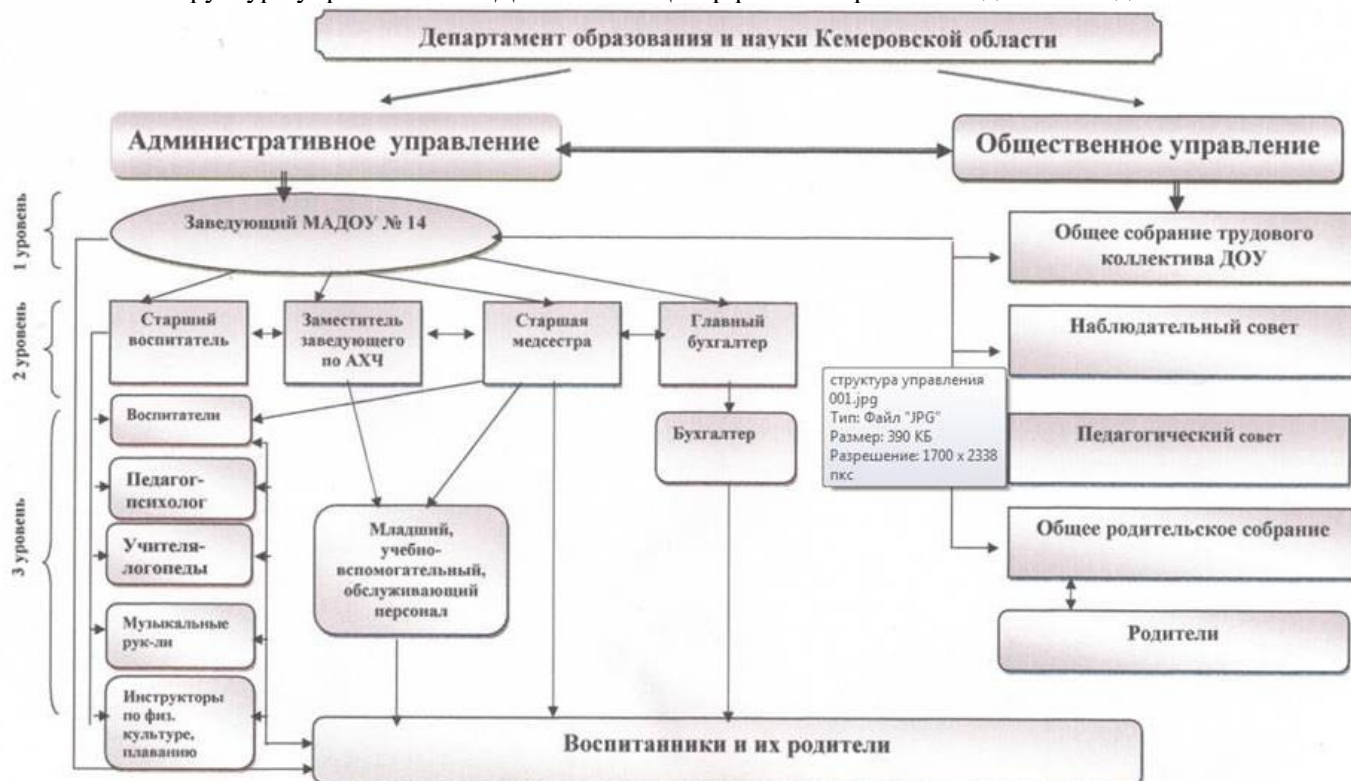 Департамент образования и науки Кемеровской области
Административное управление
Общественное управление
1 уровень
Заведующий МАДОУ № 14
Общее собрание трудового
коллектива ДОУ
2 уровень
Старший
воспитатель
Заместитель
заведующего
по АХЧ
Старшая
медсестра
Главный
бухгалтер
Наблюдательный совет
структура управления
001.jpg
Тип: Файл "JPG"
Размер: 390 КБ
Разрешение: 1700 x 2338
пкс
Педагогический совет
3 уровень
Воспитатели
Бухгалтер
Педагог-
психолог
Учителя-
логопеды
Младший,
учебно-
вспомогательный,
обслуживающий
персонал
Общее родительское собрание
Родители
Музыкальные
рук-ли
Инструкторы
по физ.
культуре,
плаванию
Воспитанники и их родители